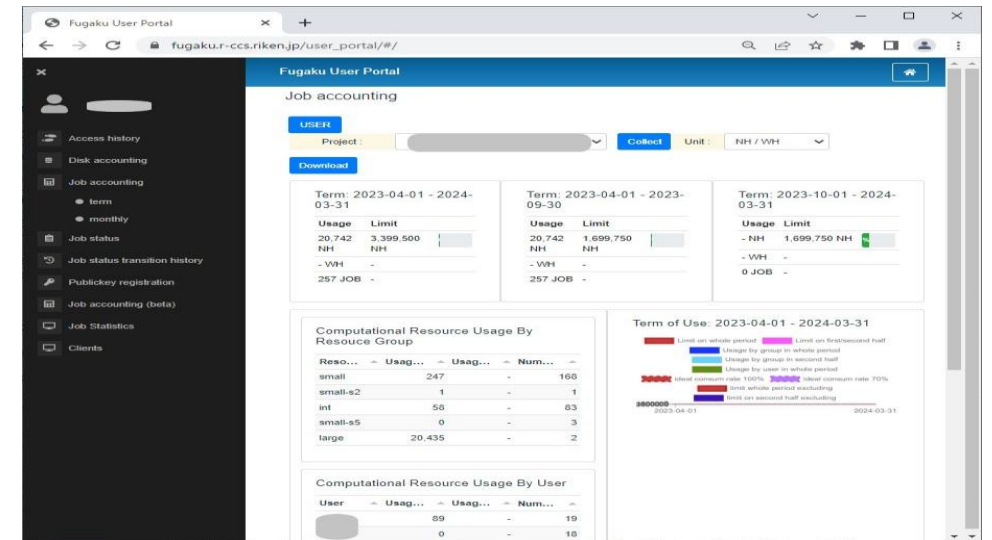 Fugaku User Portal
fugaku.r-ccs.riken.jp/user_portal/#/
Fugaku User Portal
Access history
Disk accounting
Job accounting
term
monthly
Job status
Job status transition history
Publickey registration
Job accounting (beta)
Job Statistics
Clients
Job accounting
USER
Project :
Collect
Unit :
NH / WH
Download
Term: 2023-04-01 - 2024-
03-31
Usage Limit
20,742 3,399,500
NH NH
- WH -
257 JOB -
Term: 2023-04-01 - 2023-
09-30
Usage Limit
20,742 1,699,750
NH NH
- WH -
257 JOB -
Term: 2023-10-01 - 2024-
03-31
Usage Limit
- NH 1,699,750 NH %
- WH -
0 JOB -
Computational Resource Usage By
Resouce Group
Reso... Usag... Usag... Num...
small 247 - 168
small-s2 1 - 1
int 58 - 83
small-s5 0 - 3
large 20,435 - 2
Term of Use: 2023-04-01 - 2024-03-31
Limit on whole period Limit on first/second half
Usage by group in whole period
Usage by group in second half
Usage by user in whole period
ideal consum rate 100% ideal consum rate 70%
limit whole period excluding
limit on second half excluding
2023-04-01 2024-03-31
Computational Resource Usage By User
User Usag... Usag... Num...
89 - 19
0 - 18